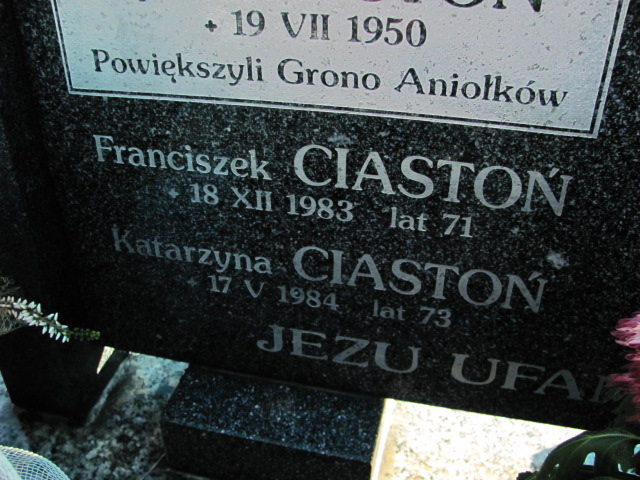 + 19 VII 1950
Powiększyli Grono Aniołków
Franciszek CIASTOŃ
+ 18 XII 1983 lat 71
Katarzyna CIASTOŃ
+ 17 V 1984 lat 73
JEZU